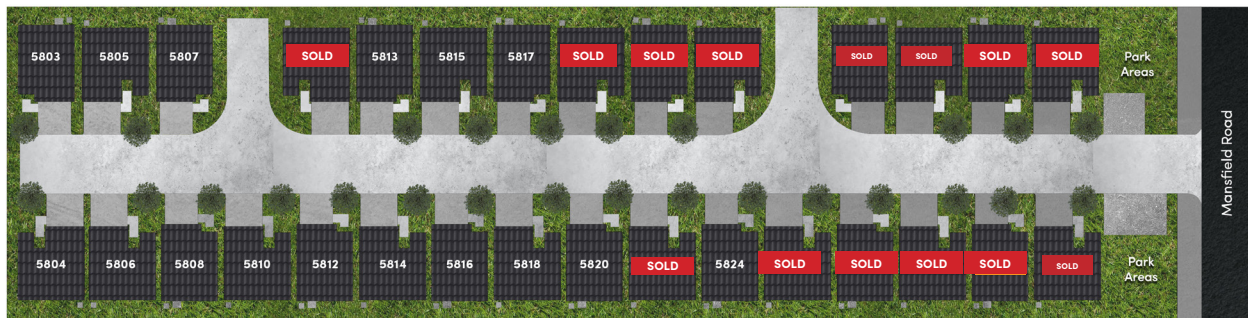 5803
5805
5807
SOLD
5813
5815
5817
SOLD
SOLD
SOLD
SOLD
SOLD
SOLD
SOLD
Park
Areas
Mansfield Road
5804
5806
5808
5810
5812
5814
5816
5818
5820
SOLD
5824
SOLD
SOLD
SOLD
SOLD
SOLD
Park
Areas